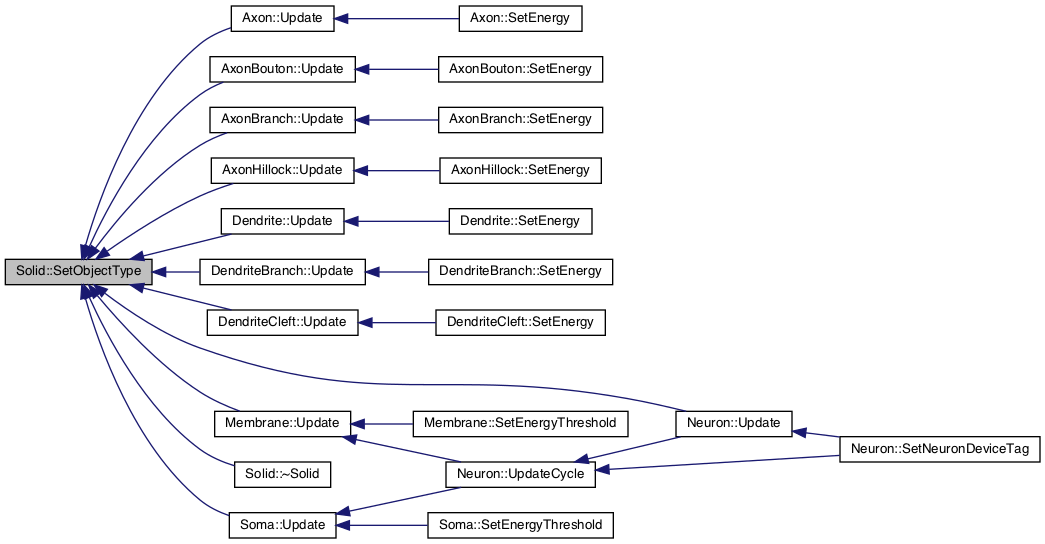 Axon::Update
Axon::SetEnergy
AxonBouton::Update
AxonBouton::SetEnergy
AxonBranch::Update
AxonBranch::SetEnergy
AxonHillock::Update
AxonHillock::SetEnergy
Dendrite::Update
Dendrite::SetEnergy
Solid::SetObjectType
DendriteBranch::Update
DendriteBranch::SetEnergy
DendriteCleft::Update
DendriteCleft::SetEnergy
Membrane::Update
Membrane::SetEnergyThreshold
Neuron::Update
Neuron::SetNeuronDeviceTag
Solid::~Solid
Neuron::UpdateCycle
Soma::Update
Soma::SetEnergyThreshold